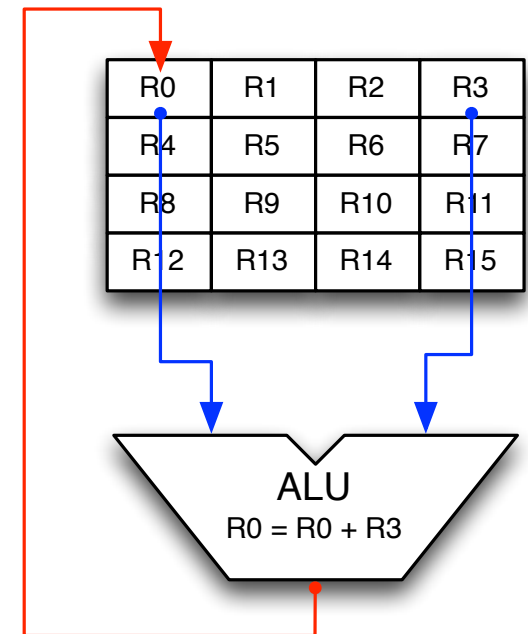 R0 R1 R2 R3
R4 R5 R6 R7
R8 R9 R10 R11
R12 R13 R14 R15
ALU
R0 = R0 + R3